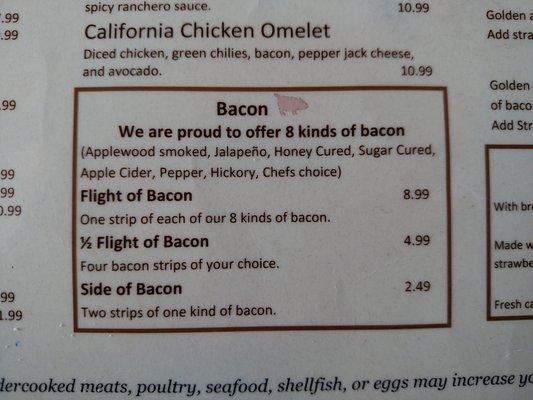 spicy ranchero sauce. 10.99
California Chicken Omelet
Diced chicken, green chilies, bacon, pepper jack cheese,
and avocado. 10.99
Bacon
We are proud to offer 8 kinds of bacon
(Applewood smoked, Jalapeño, Honey Cured, Sugar Cured,
Apple Cider, Pepper, Hickory, Chefs choice)
Flight of Bacon 8.99
One strip of each of our 8 kinds of bacon.
½ Flight of Bacon 4.99
Four bacon strips of your choice.
Side of Bacon 2.49
Two strips of one kind of bacon.
dercooked meats, poultry, seafood, shellfish, or eggs may increase yo
7.99
9.99
.99
99
99
0.99
99
1.99
Golden a
Add stra
Golden
of baco
Add Str
With br
Made w
strawbe
Fresh ca